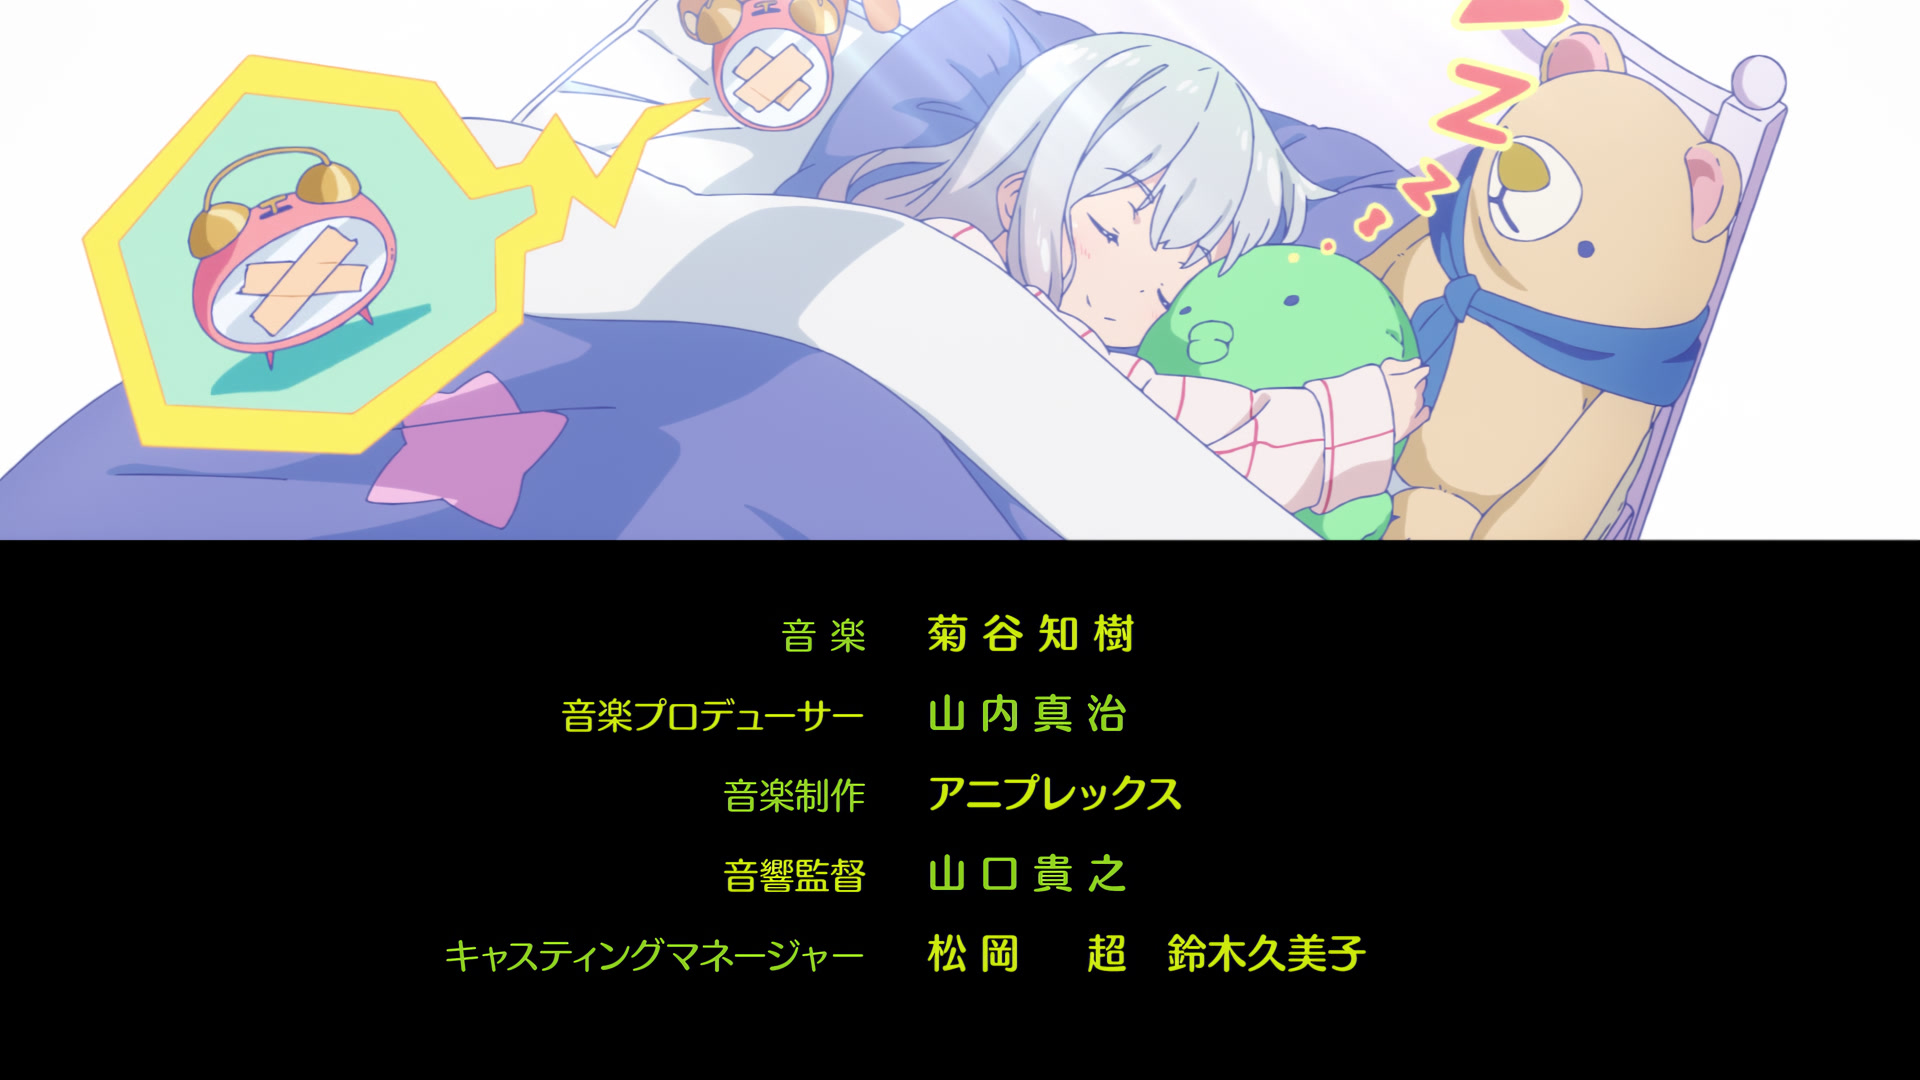 Z
Z
z
エ
エ
音楽 菊谷知樹
音楽プロデューサー 山内真治
音楽制作 アニプレックス
音響監督 山口貴之
キャスティングマネージャー 松岡 超 鈴木久美子